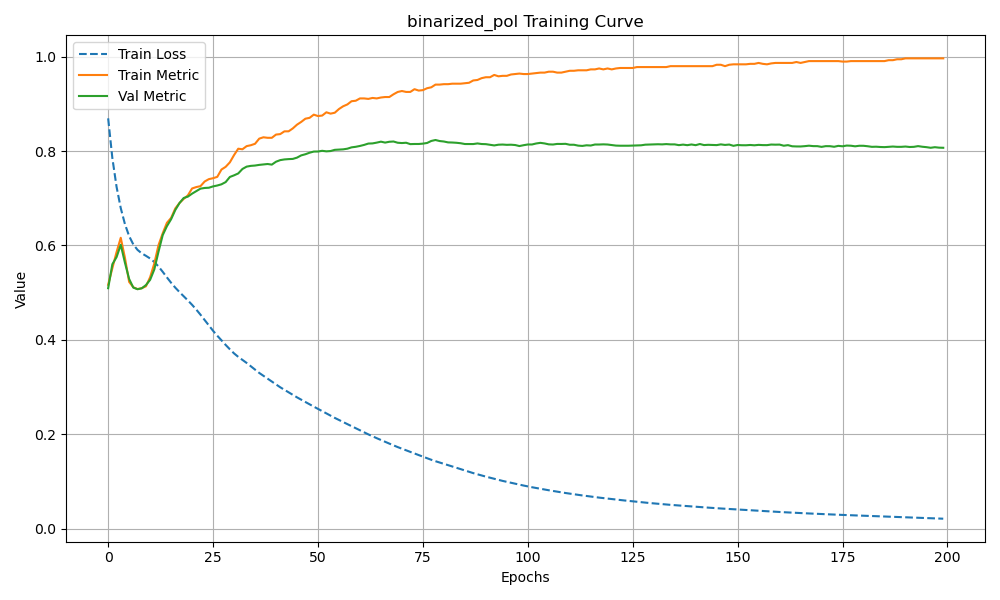 binarized_pol Training Curve
Train Loss
Train Metric
Val Metric
1.0
0.8
0.6
0.4
0.2
0.0
Value
0 25 50 75 100 125 150 175 200
Epochs